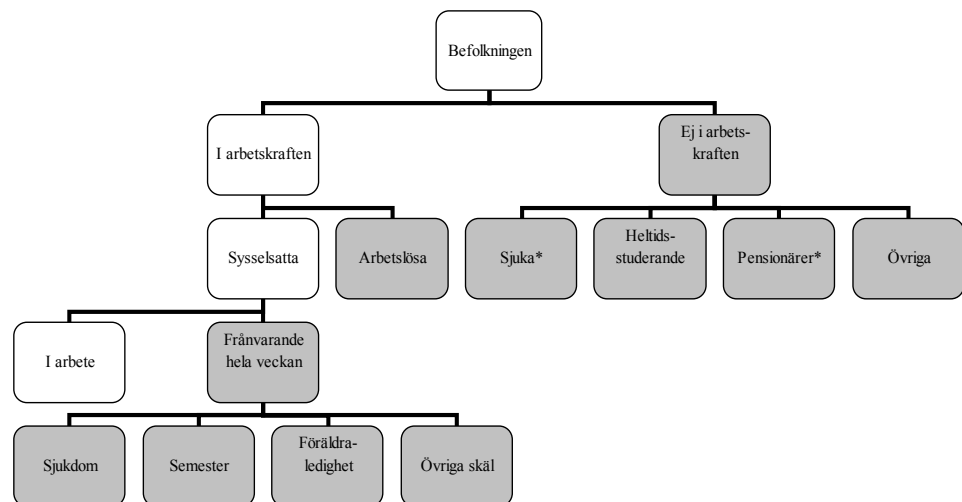 Befolkningen
I arbetskraften
Ej i arbets-
kraften
Sysselsatta
Arbetslösa
Sjuka*
Heltids-
studerande
Pensionärer*
Övriga
I arbete
Frånvarande
hela veckan
Sjukdom
Semester
Föräldra-
ledighet
Övriga skäl